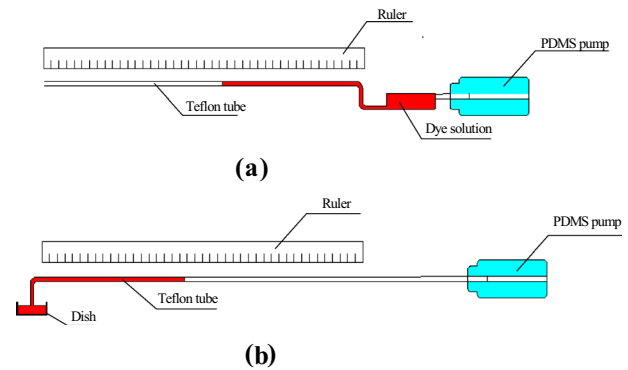 Ruler
PDMS pump
Teflon tube
Dye solution
(a)
Ruler
PDMS pump
Teflon tube
Dish
(b)